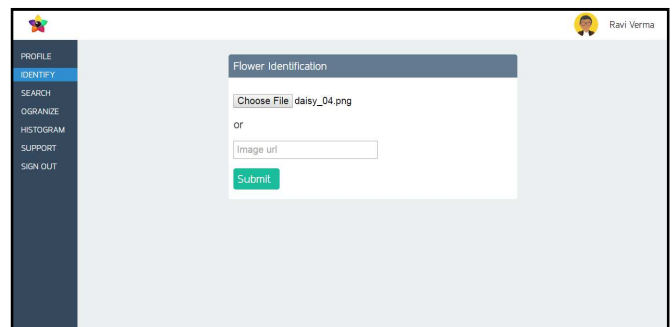 Ravi Verma
PROFILE
IDENTIFY
SEARCH
OGRANIZE
HISTOGRAM
SUPPORT
SIGN OUT
Flower Identification
Choose File daisy_04.png
or
Image url
Submit